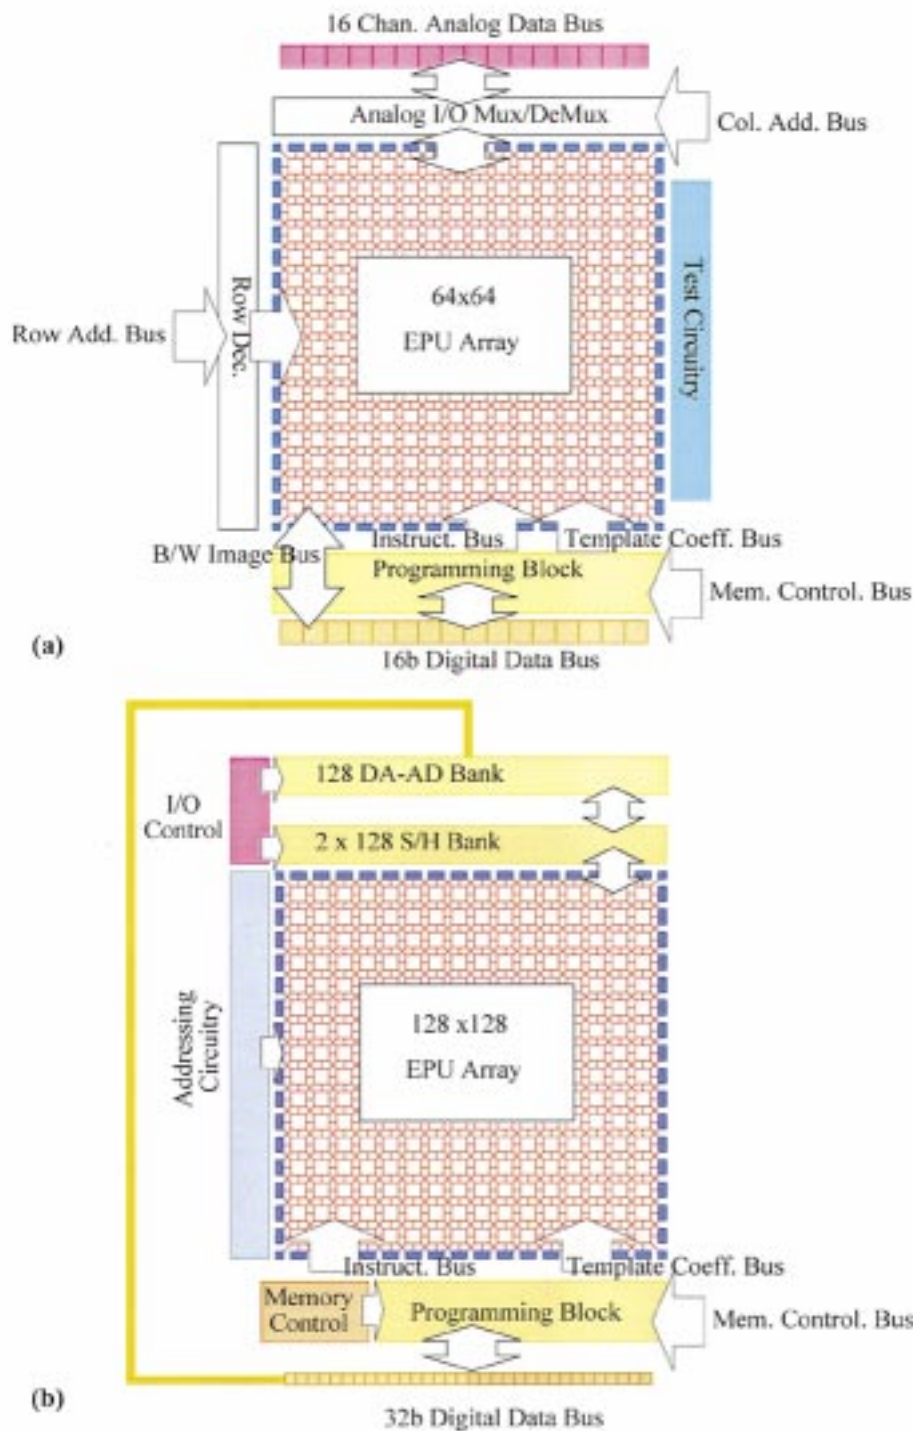 16 Chan. Analog Data Bus
Analog I/O Mux/DeMux
Col. Add. Bus
Row Dec.
Test Circuitry
64x64
EPU Array
Row Add. Bus
B/W Image Bus
Instruct. Bus
Template Coeff. Bus
Programming Block
Mem. Control. Bus
(a)
16b Digital Data Bus
128 DA-AD Bank
I/O
Control
2 x 128 S/H Bank
Addressing
Circuitry
128 x128
EPU Array
Instruct. Bus
Template Coeff. Bus
Memory
Control
Programming Block
Mem. Control. Bus
(b)
32b Digital Data Bus